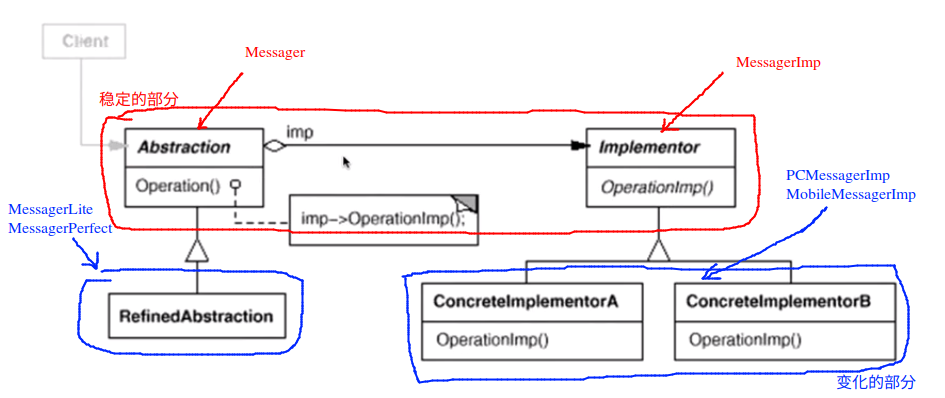 Client
Messager
MessagerImp
稳定的部分
imp
Abstraction
Operation()
Implementor
OperationImp()
imp->OperationImp();
PCMessagerImp
MobileMessagerImp
MessagerLite
MessagerPerfect
RefinedAbstraction
ConcreteImplementorA
OperationImp()
ConcreteImplementorB
OperationImp()
变化的部分